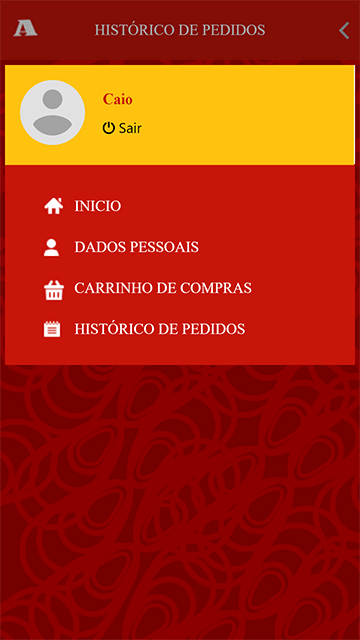 A
HISTÓRICO DE PEDIDOS
Caio
Sair
INICIO
DADOS PESSOAIS
CARRINHO DE COMPRAS
HISTÓRICO DE PEDIDOS